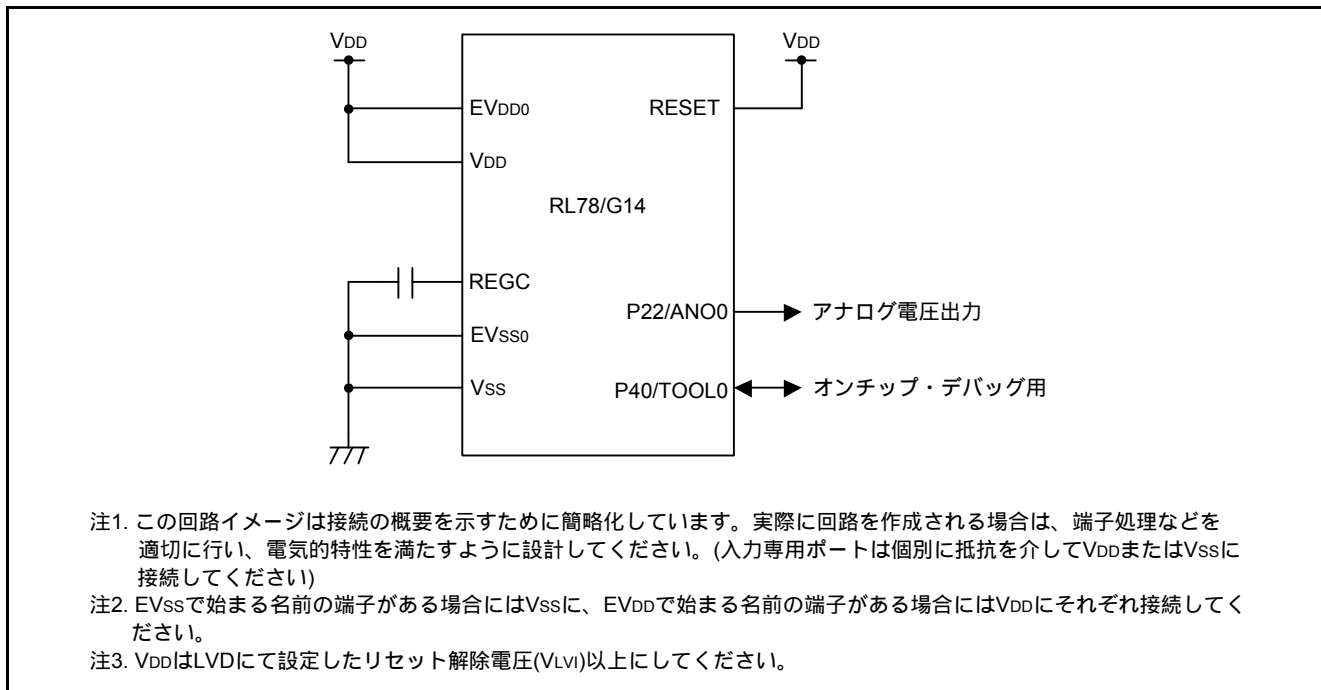 VDD
VDD
EVDD0
RESET
VDD
RL78/G14
REGC
P22/ANO0
アナログ電圧出力
EVSS0
VSS
P40/TOOL0
オンチップ・デバッグ用
注1. この回路イメージは接続の概要を示すために簡略化しています。実際に回路を作成される場合は、端子処理などを
適切に行い、電気的特性を満たすように設計してください。(入力専用ポートは個別に抵抗を介してVDDまたはVSSに
接続してください)
注2. EVSSで始まる名前の端子がある場合にはVSSに、EVDDで始まる名前の端子がある場合にはVDDにそれぞれ接続してく
ださい。
注3. VDDはLVDにて設定したリセット解除電圧(VLVI)以上にしてください。